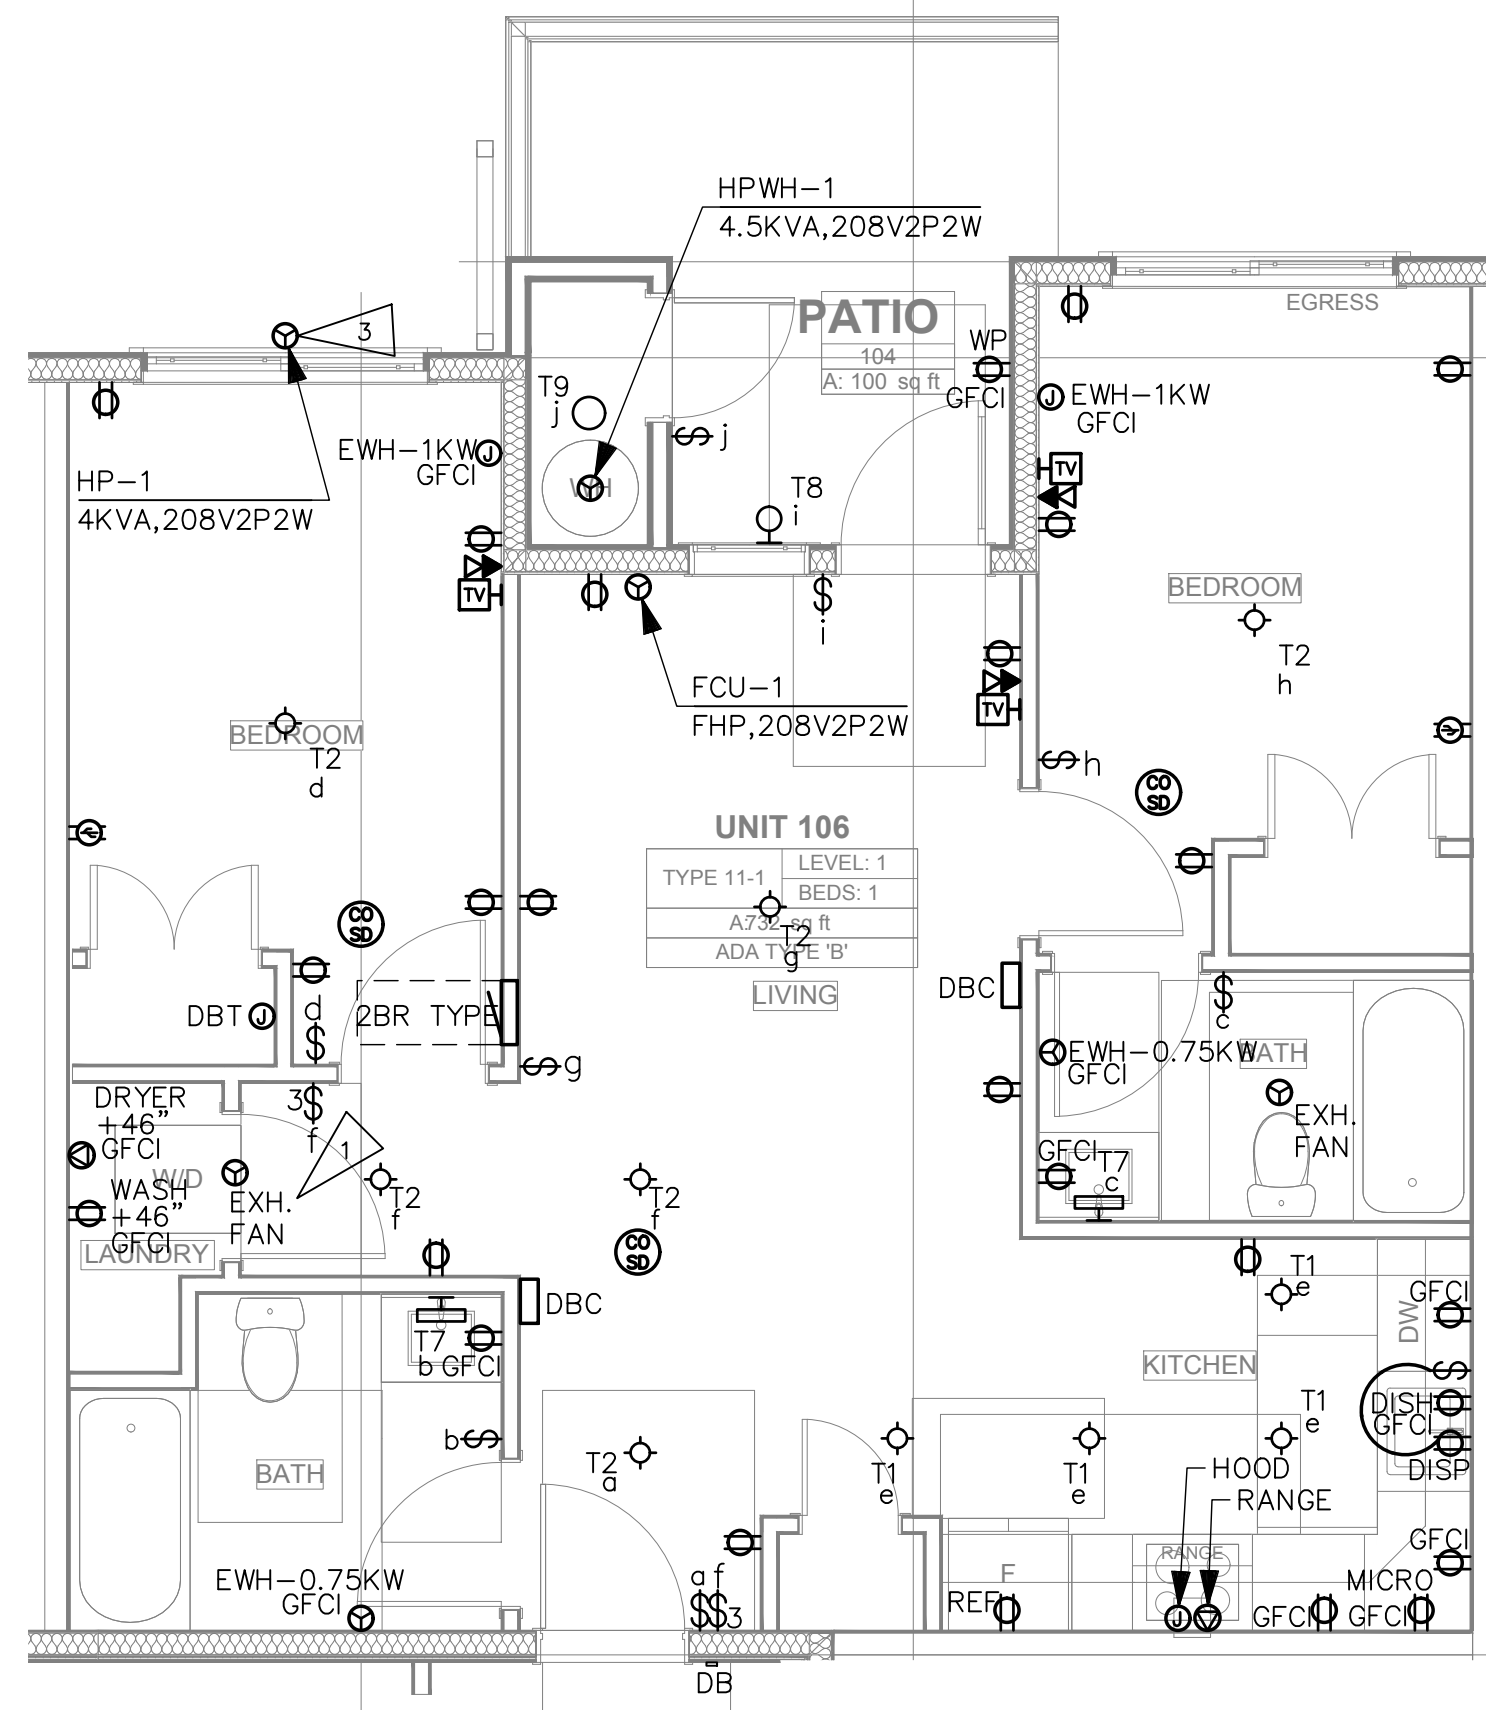 HPWH-1
4.5KVA,208V2P2W
PATIO
104
A: 100 sq ft
EGRESS
3
WP
GFCI
T9
j
EWH-1KW
GFCI
J
EWH-1KW
GFCI
J
HP-1
4KVA,208V2P2W
WH
$ j
T8
i
TV
TV
$
i
BEDROOM
T2
h
FCU-1
FHP,208V2P2W
TV
BEDROOM
T2
d
$ h
CO
SD
UNIT 106
TYPE 11-1
LEVEL: 1
BEDS: 1
A:732 sq ft
ADA TYPE 'B'
T2
g
LIVING
CO
SD
DBT
J
d
$
2BR TYPE
DBC
$
c
$ g
EWH-0.75KW
GFCI
BATH
EXH.
FAN
DRYER
+46"
GFCI
3$
f
1
W/D
WASH
+46"
GFCI
EXH.
FAN
LAUNDRY
T2
f
T2
f
CO
SD
GFCI
T7
c
DBC
T1
e
GFCI
DW
T7
b GFCI
KITCHEN
$
DISH
GFCI
DISP
b $
BATH
T2
a
T1
e
T1
e
T1
e
HOOD
RANGE
RANGE
F
GFCI
MICRO
GFCI
GFCI
REF
J
EWH-0.75KW
GFCI
a f
$$3
DB